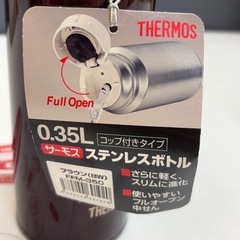 THERMOS
Full Open
0.35L コップ付きタイプ
サーモス ステンレスボトル
ブラウン(BW)
FFM-350
さらに軽く、
スリムに進化
使いやすい
フルオープン
中せん
THERMOS